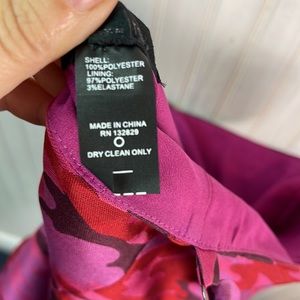 SHELL:
100%POLYESTER
LINING:
97%POLYESTER
3%ELASTANE
MADE IN CHINA
RN 132829
DRY CLEAN ONLY